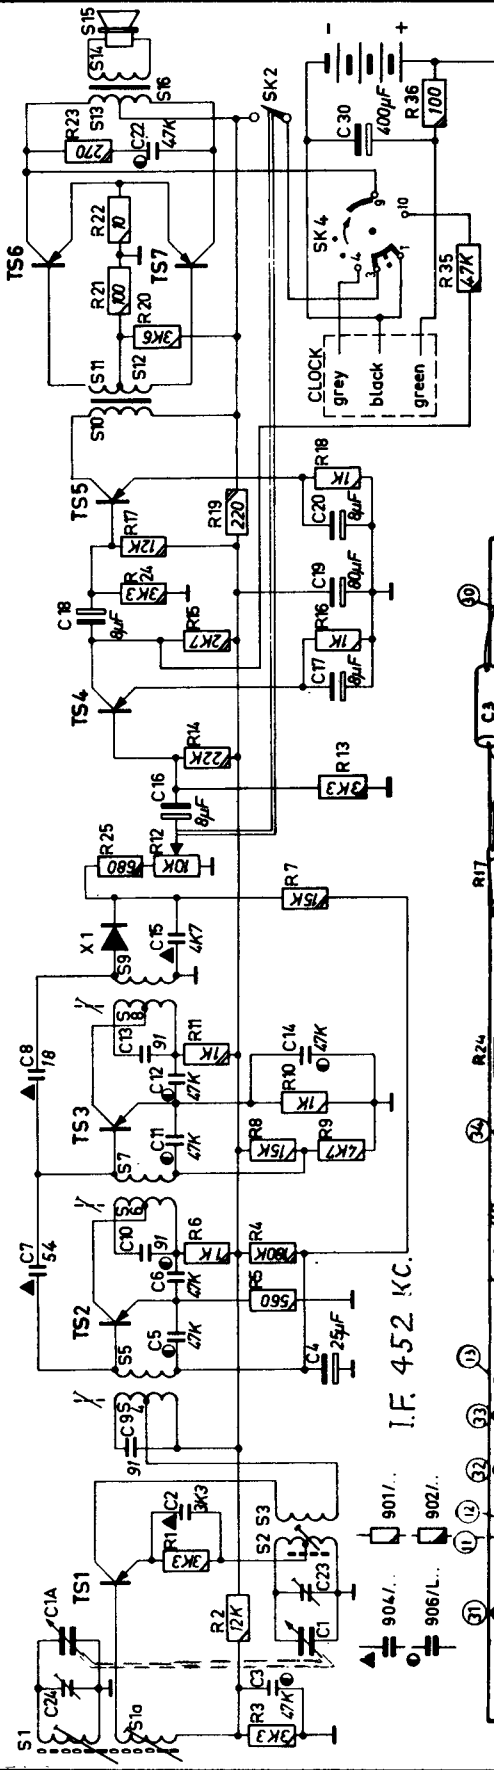 S1
C24
C1A
S1a
TS1
R1
3K3
C2
3K3
R2
12K
C3
47K
R3
3K3
S2
S3
C23
C1
C9
91
S4
C7
54
TS2
S5
C5
47K
C6
47K
C10
91
S6
R6
1K
R5
560
R4
180K
C4
25µF
C8
18
TS3
S7
C11
47K
C12
47K
C13
91
S8
R11
1K
R8
15K
R9
4K7
R10
1K
C14
47K
X1
S9
C15
4K7
R7
15K
R25
680
R12
10K
C16
8µF
R14
22K
R13
3K3
TS4
C18
8µF
R24
3K3
R15
2K7
R17
12K
C17
8µF
R16
1K
C19
80µF
C20
8µF
R18
1K
TS5
R19
220
S10
S11
S12
R20
3K6
R21
100
R22
10
TS6
TS7
R23
270
C22
47K
S13
S16
S14
S15
SK2
SK4
1
3
4
9
10
CLOCK
grey
black
green
R35
47K
C30
400µF
R36
100
-
+
I.F. 452 KC.
904/..
906/L..
901/..
902/..
31
11
12
32
33
13
34
R24
R17
C3
30